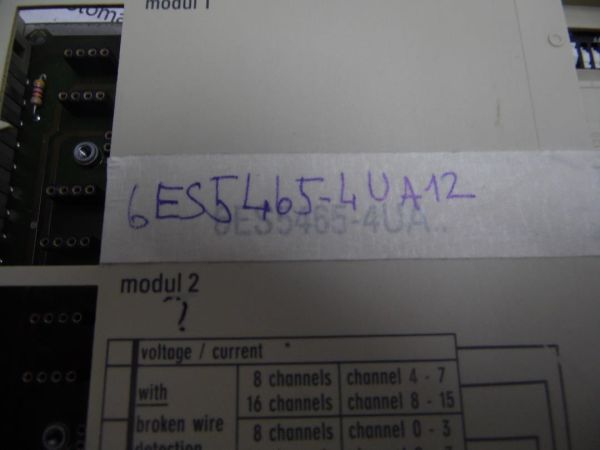 modul 1
6ES5465-4UA12
6ES5465-4UA..
modul 2
?
voltage / current
with
8 channels
channel 4 - 7
16 channels
channel 8 - 15
broken wire
8 channels
channel 0 - 3
detection